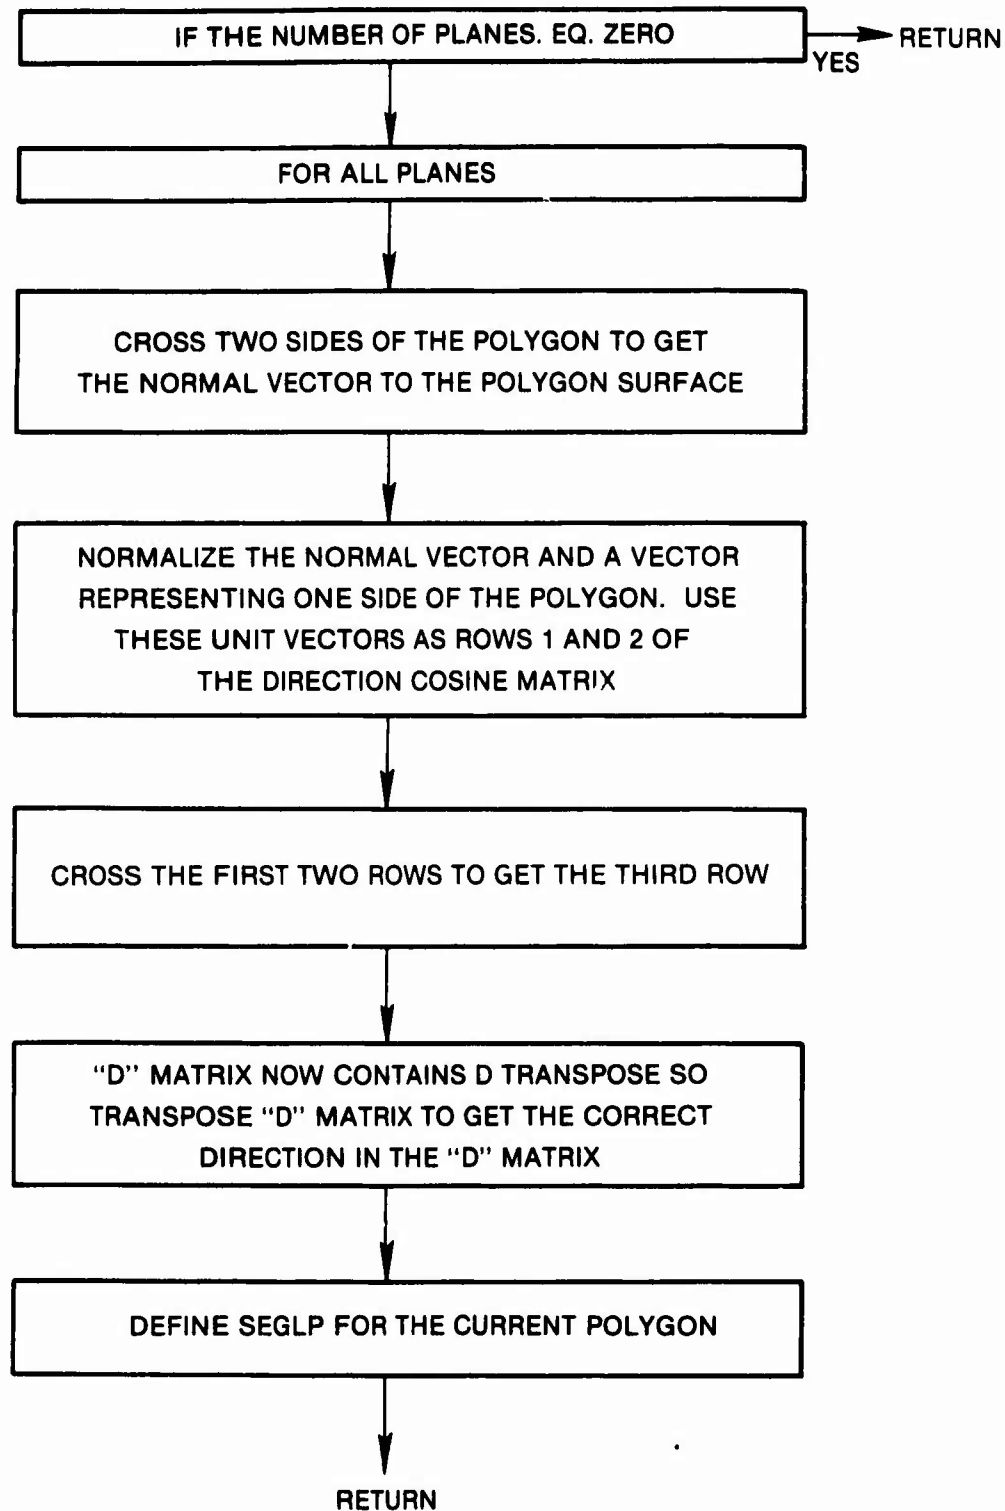 IF THE NUMBER OF PLANES. EQ. ZERO
RETURN
YES
FOR ALL PLANES
CROSS TWO SIDES OF THE POLYGON TO GET
THE NORMAL VECTOR TO THE POLYGON SURFACE
NORMALIZE THE NORMAL VECTOR AND A VECTOR
REPRESENTING ONE SIDE OF THE POLYGON. USE
THESE UNIT VECTORS AS ROWS 1 AND 2 OF
THE DIRECTION COSINE MATRIX
CROSS THE FIRST TWO ROWS TO GET THE THIRD ROW
"D" MATRIX NOW CONTAINS D TRANSPOSE SO
TRANSPOSE "D" MATRIX TO GET THE CORRECT
DIRECTION IN THE "D" MATRIX
DEFINE SEGLP FOR THE CURRENT POLYGON
RETURN